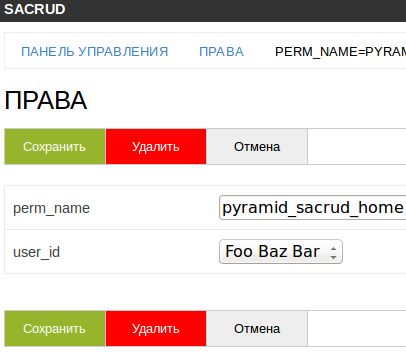 SACRUD
ПАНЕЛЬ УПРАВЛЕНИЯ ПРАВА PERM_NAME=PYRAM
ПРАВА
Сохранить Удалить Отмена
perm_name pyramid_sacrud_home
user_id Foo Baz Bar
Сохранить Удалить Отмена